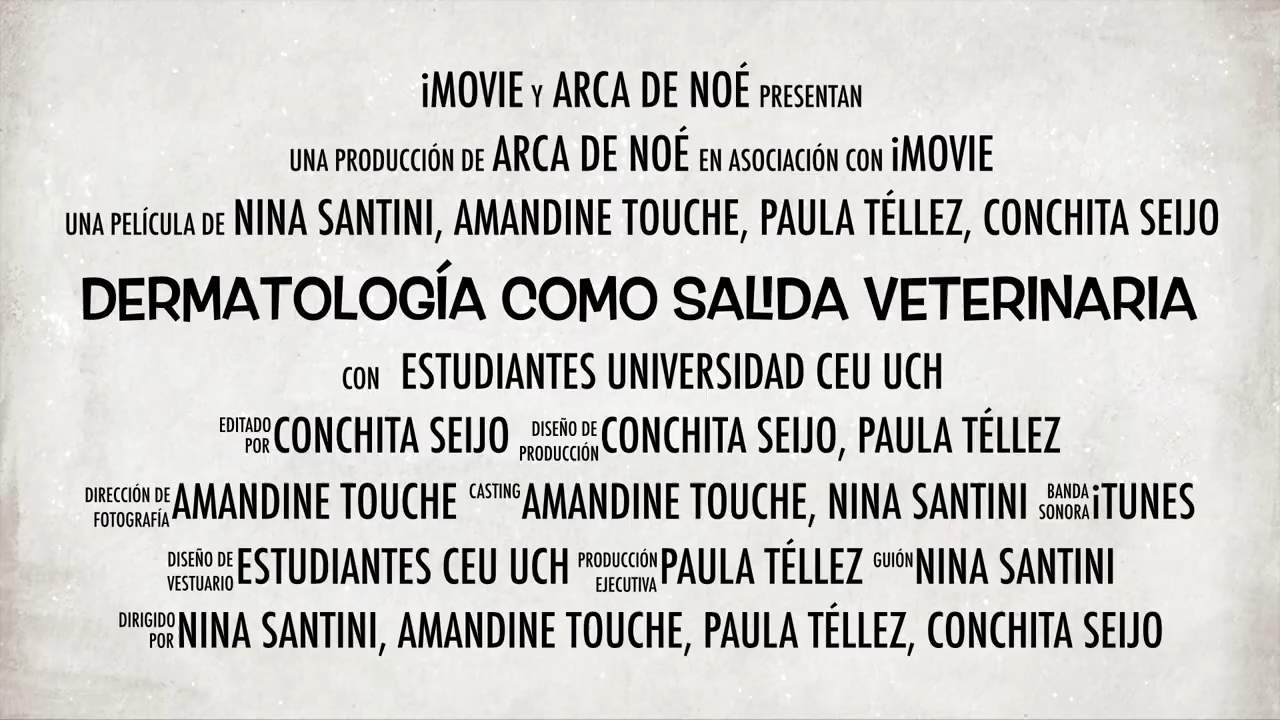 iMOVIE Y ARCA DE NOÉ PRESENTAN
UNA PRODUCCIÓN DE ARCA DE NOÉ EN ASOCIACIÓN CON iMOVIE
UNA PELÍCULA DE NINA SANTINI, AMANDINE TOUCHE, PAULA TÉLLEZ, CONCHITA SEIJO
DERMATOLOGÍA COMO SALIDA VETERINARIA
CON ESTUDIANTES UNIVERSIDAD CEU UCH
EDITADO POR CONCHITA SEIJO DISEÑO DE PRODUCCIÓN CONCHITA SEIJO, PAULA TÉLLEZ
DIRECCIÓN DE FOTOGRAFÍA AMANDINE TOUCHE CASTING AMANDINE TOUCHE, NINA SANTINI BANDA SONORA iTUNES
DISEÑO DE VESTUARIO ESTUDIANTES CEU UCH PRODUCCIÓN EJECUTIVA PAULA TÉLLEZ GUIÓN NINA SANTINI
DIRIGIDO POR NINA SANTINI, AMANDINE TOUCHE, PAULA TÉLLEZ, CONCHITA SEIJO